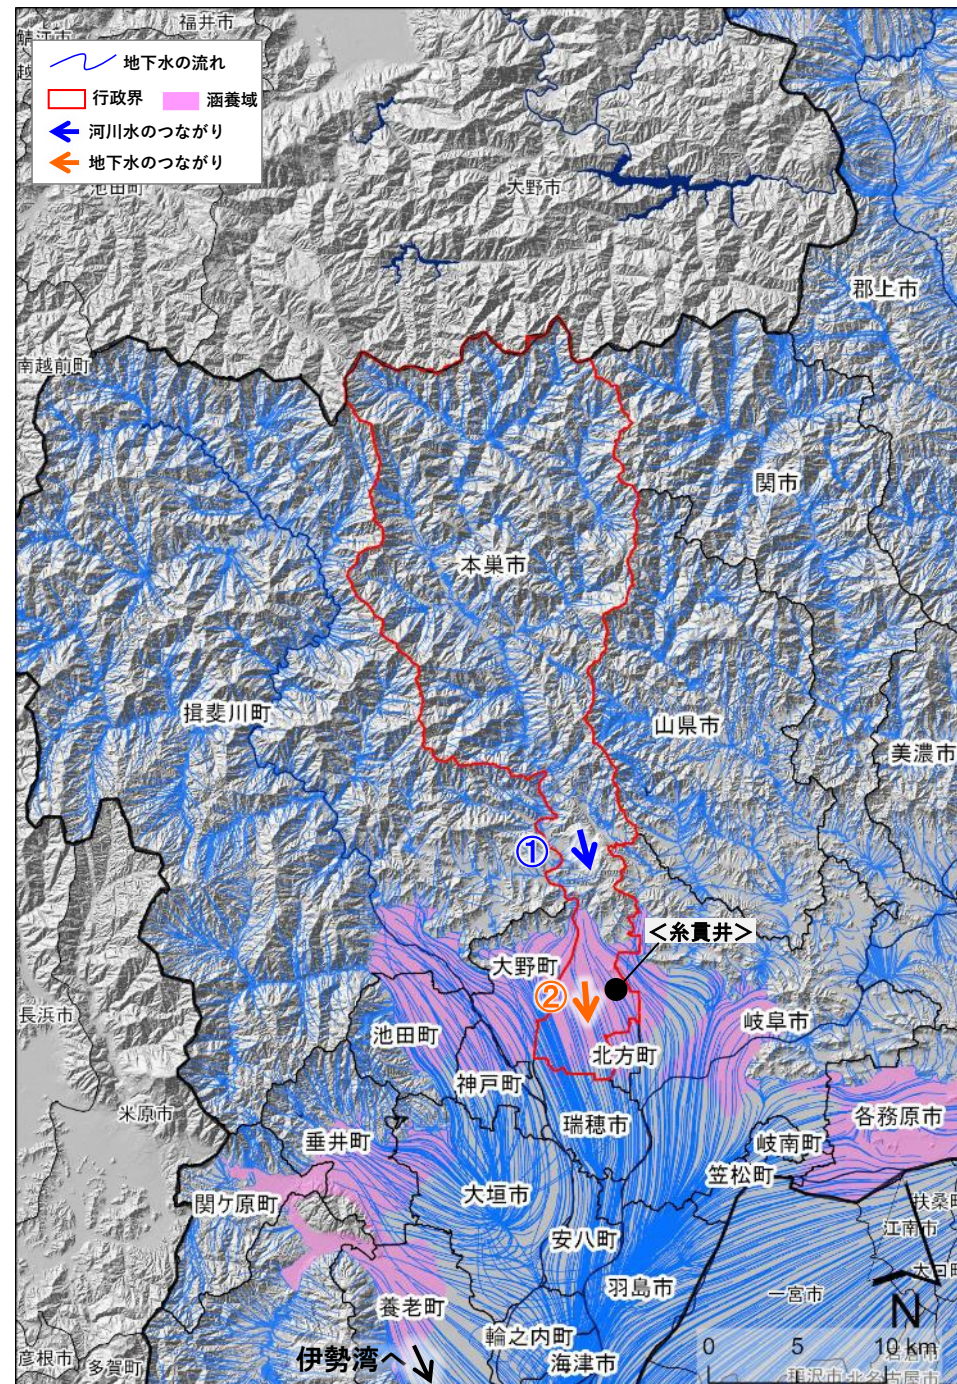 福井市
鯖江市
越
地下水の流れ
行政界
涵養域
河川水のつながり
地下水のつながり
池田町
大野市
郡上市
南越前町
関市
本巣市
揖斐川町
山県市
美濃市
①
<糸貫井>
大野町
②
長浜市
池田町
岐阜市
北方町
神戸町
米原市
瑞穂市
各務原市
垂井町
岐南町
笠松町
関ケ原町
大垣市
扶桑町
江南市
安八町
大口町
羽島市
一宮市
養老町
N
輪之内町
0 5 10 km
伊勢湾へ
彦根市
多賀町
海津市
稲沢市
北名古屋市